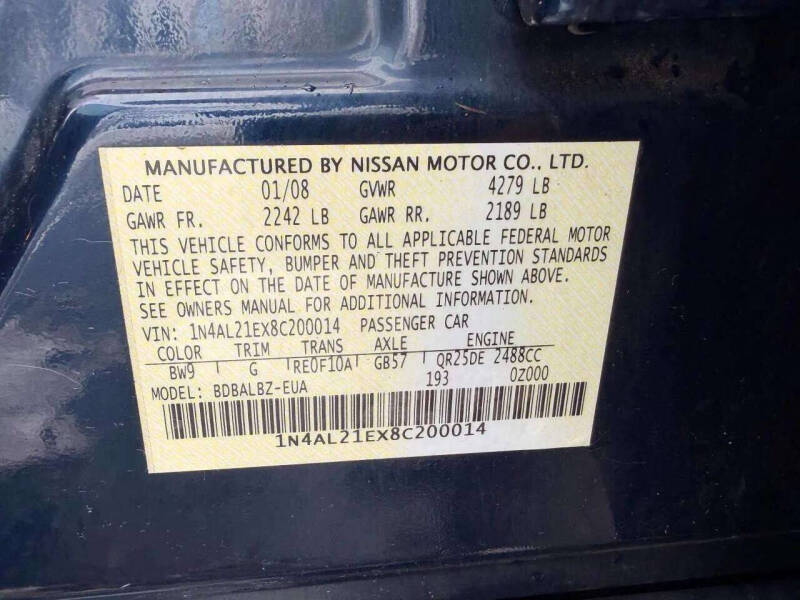 MANUFACTURED BY NISSAN MOTOR CO., LTD.
DATE 01/08 GVWR 4279 LB
GAWR FR. 2242 LB GAWR RR. 2189 LB
THIS VEHICLE CONFORMS TO ALL APPLICABLE FEDERAL MOTOR
VEHICLE SAFETY, BUMPER AND THEFT PREVENTION STANDARDS
IN EFFECT ON THE DATE OF MANUFACTURE SHOWN ABOVE.
SEE OWNERS MANUAL FOR ADDITIONAL INFORMATION.
VIN: 1N4AL21EX8C200014 PASSENGER CAR
COLOR TRIM TRANS AXLE ENGINE
BW9 G RE0F10A GB57 QR25DE 2488CC
MODEL: BDBALBZ-EUA 193 0Z000
1N4AL21EX8C200014